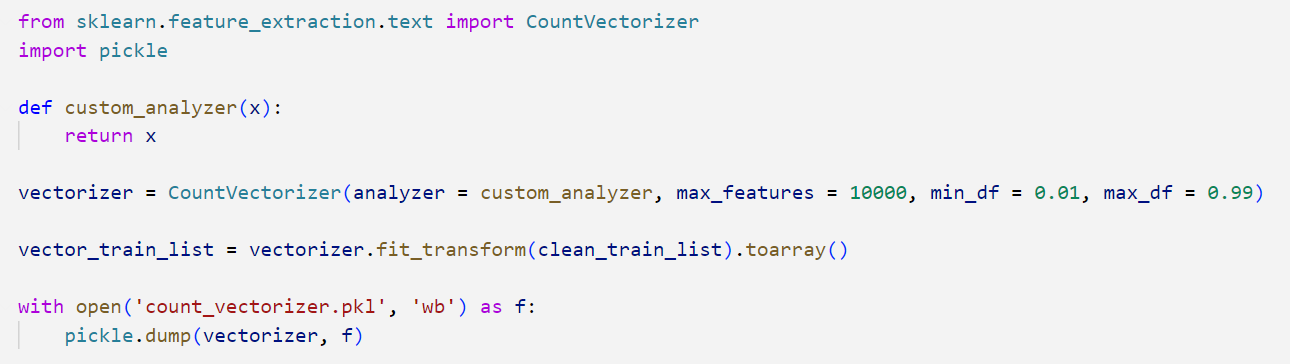 from sklearn.feature_extraction.text import CountVectorizer
import pickle
def custom_analyzer(x):
    return x
vectorizer = CountVectorizer(analyzer = custom_analyzer, max_features = 10000, min_df = 0.01, max_df = 0.99)
vector_train_list = vectorizer.fit_transform(clean_train_list).toarray()
with open('count_vectorizer.pkl', 'wb') as f:
    pickle.dump(vectorizer, f)